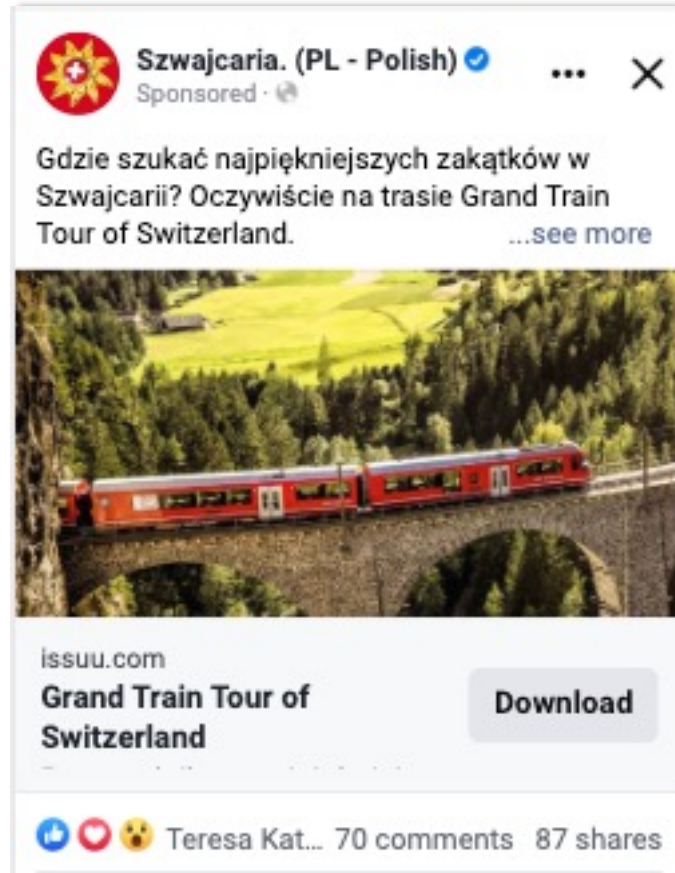 Szwajcaria. (PL - Polish)
Sponsored ·
Gdzie szukać najpiękniejszych zakątków w
Szwajcarii? Oczywiście na trasie Grand Train
Tour of Switzerland.
...see more
issuu.com
Grand Train Tour of
Switzerland
Download
Teresa Kat... 70 comments 87 shares